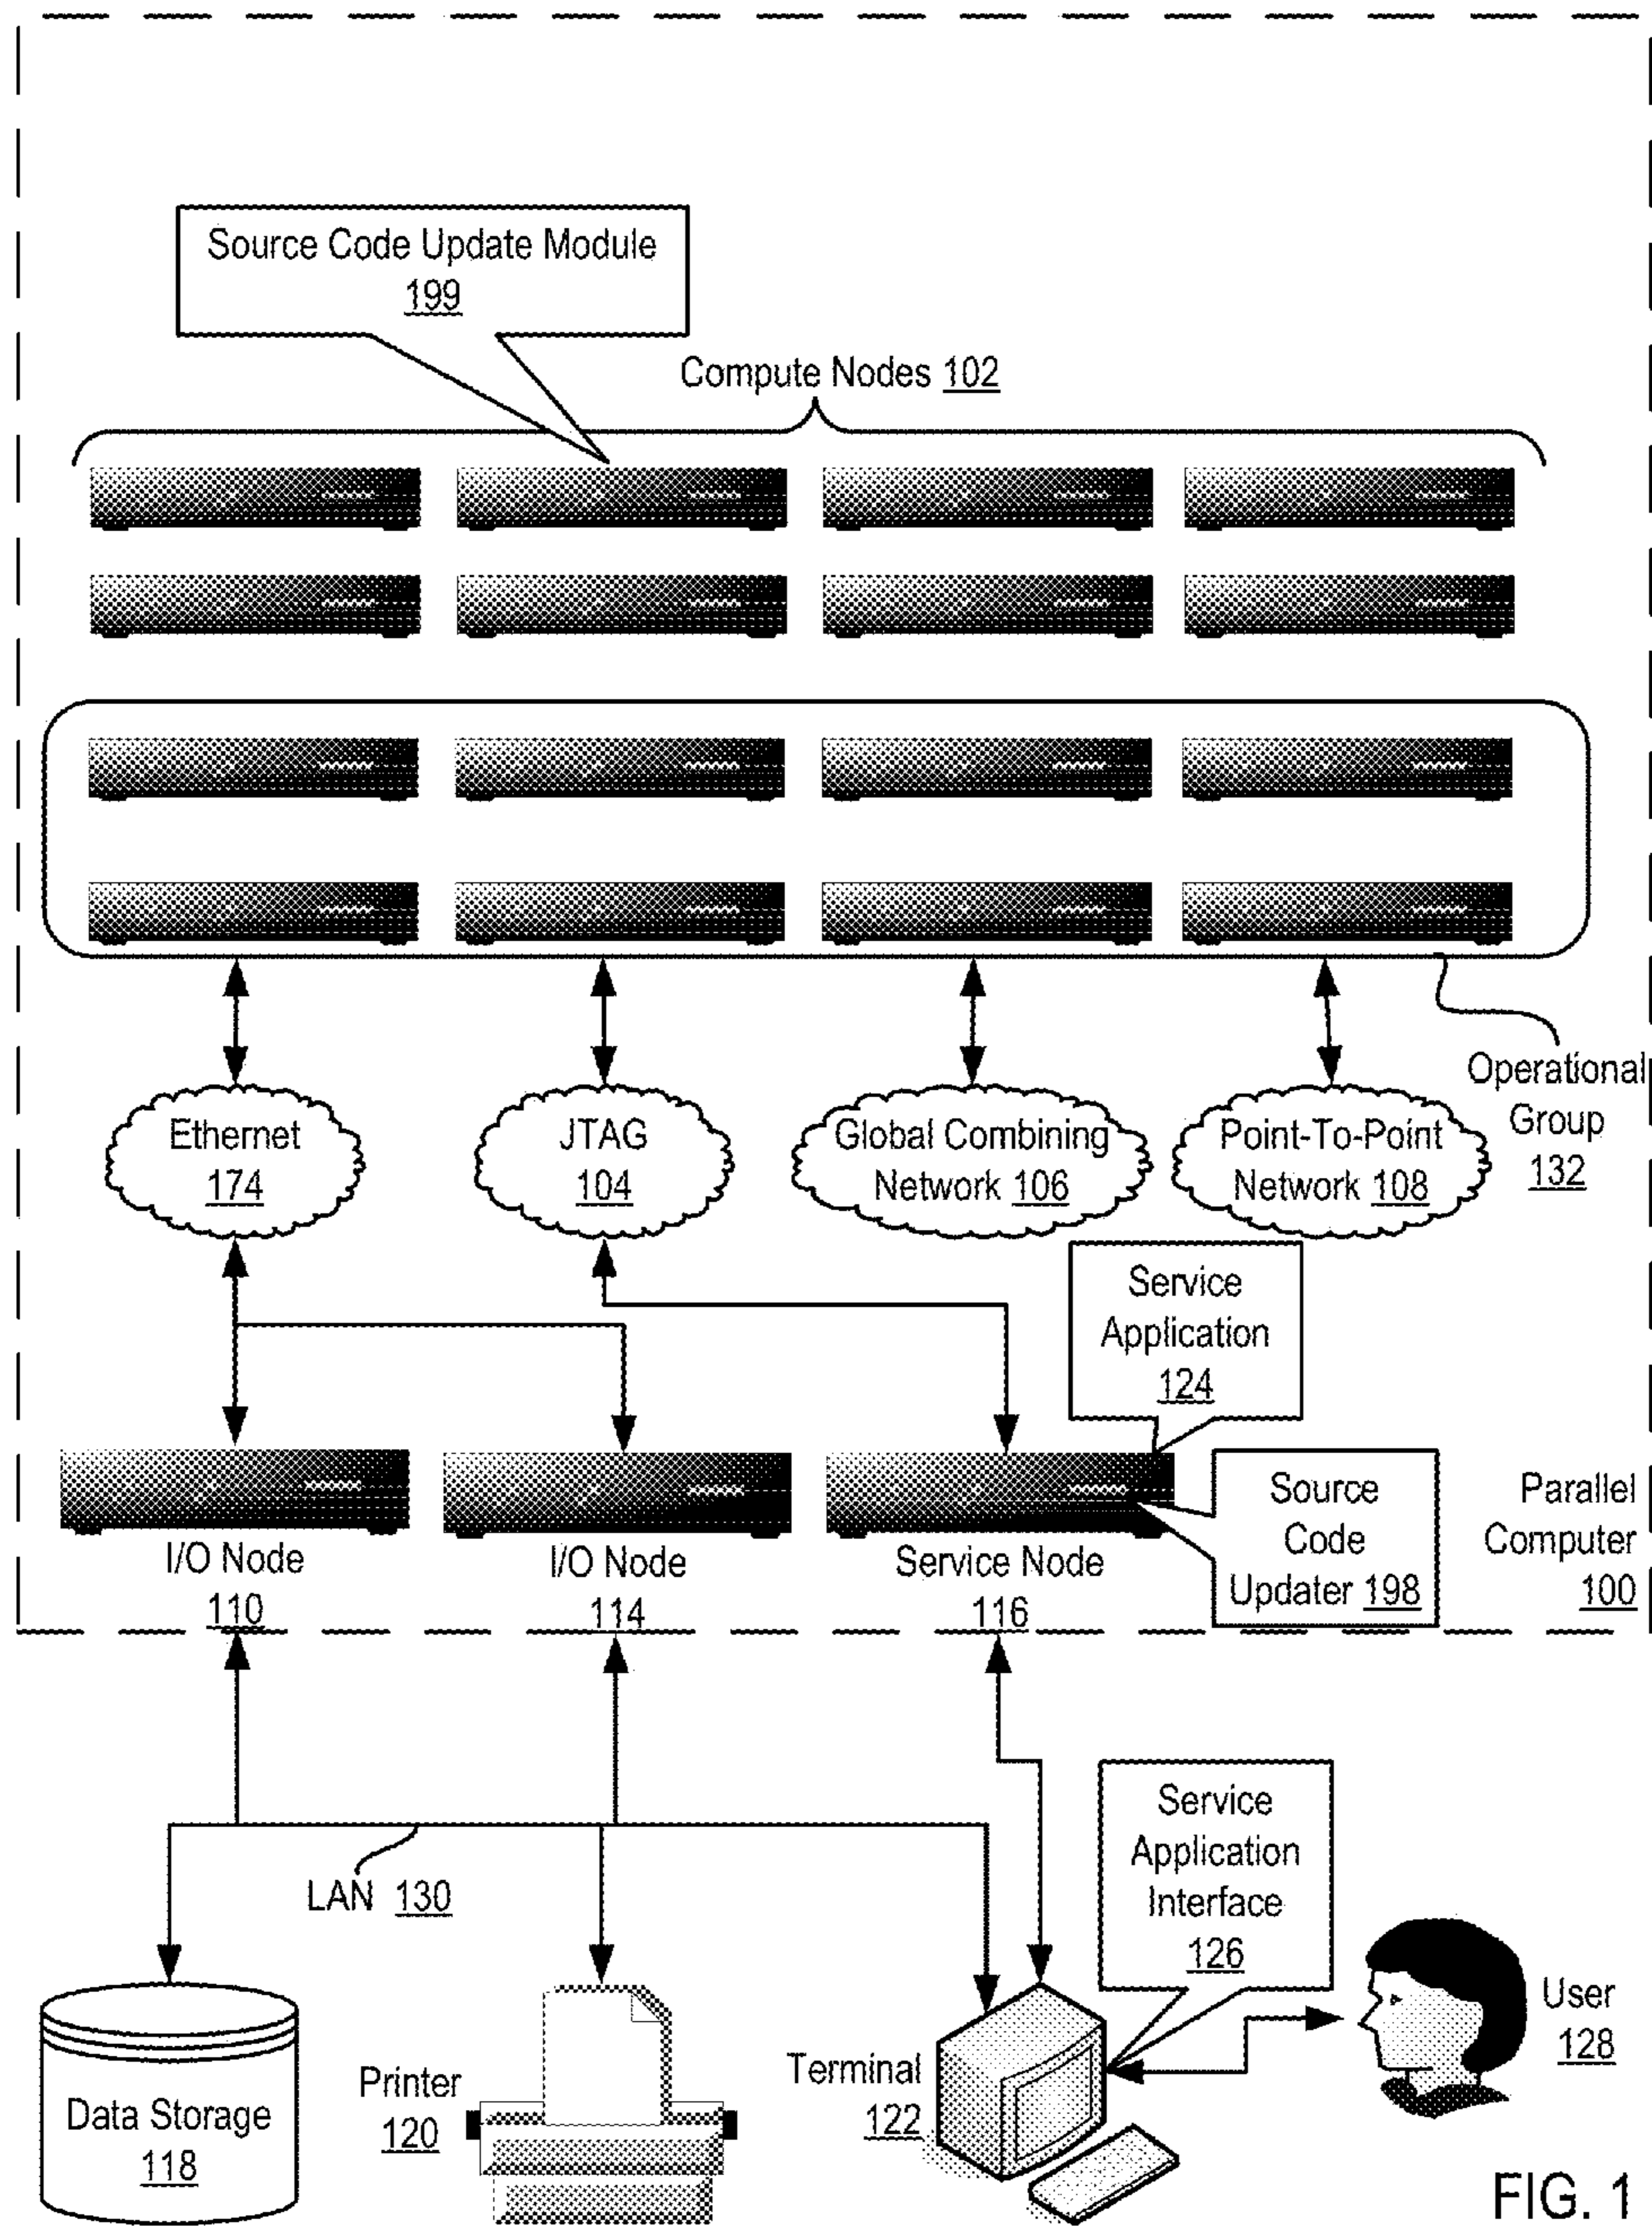 Source Code Update Module
199
Compute Nodes 102
Operational
Group
132
Ethernet
174
JTAG
104
Global Combining
Network 106
Point-To-Point
Network 108
Service
Application
124
Source
Code
Updater 198
Parallel
Computer
100
I/O Node
110
I/O Node
114
Service Node
116
LAN 130
Service
Application
Interface
126
User
128
Data Storage
118
Printer
120
Terminal
122
FIG. 1